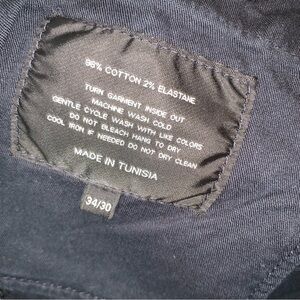 98% COTTON 2% ELASTANE
TURN GARMENT INSIDE OUT
MACHINE WASH COLD
GENTLE CYCLE WASH WITH LIKE COLORS
DO NOT BLEACH HANG TO DRY
COOL IRON IF NEEDED DO NOT DRY CLEAN
MADE IN TUNISIA
34/30